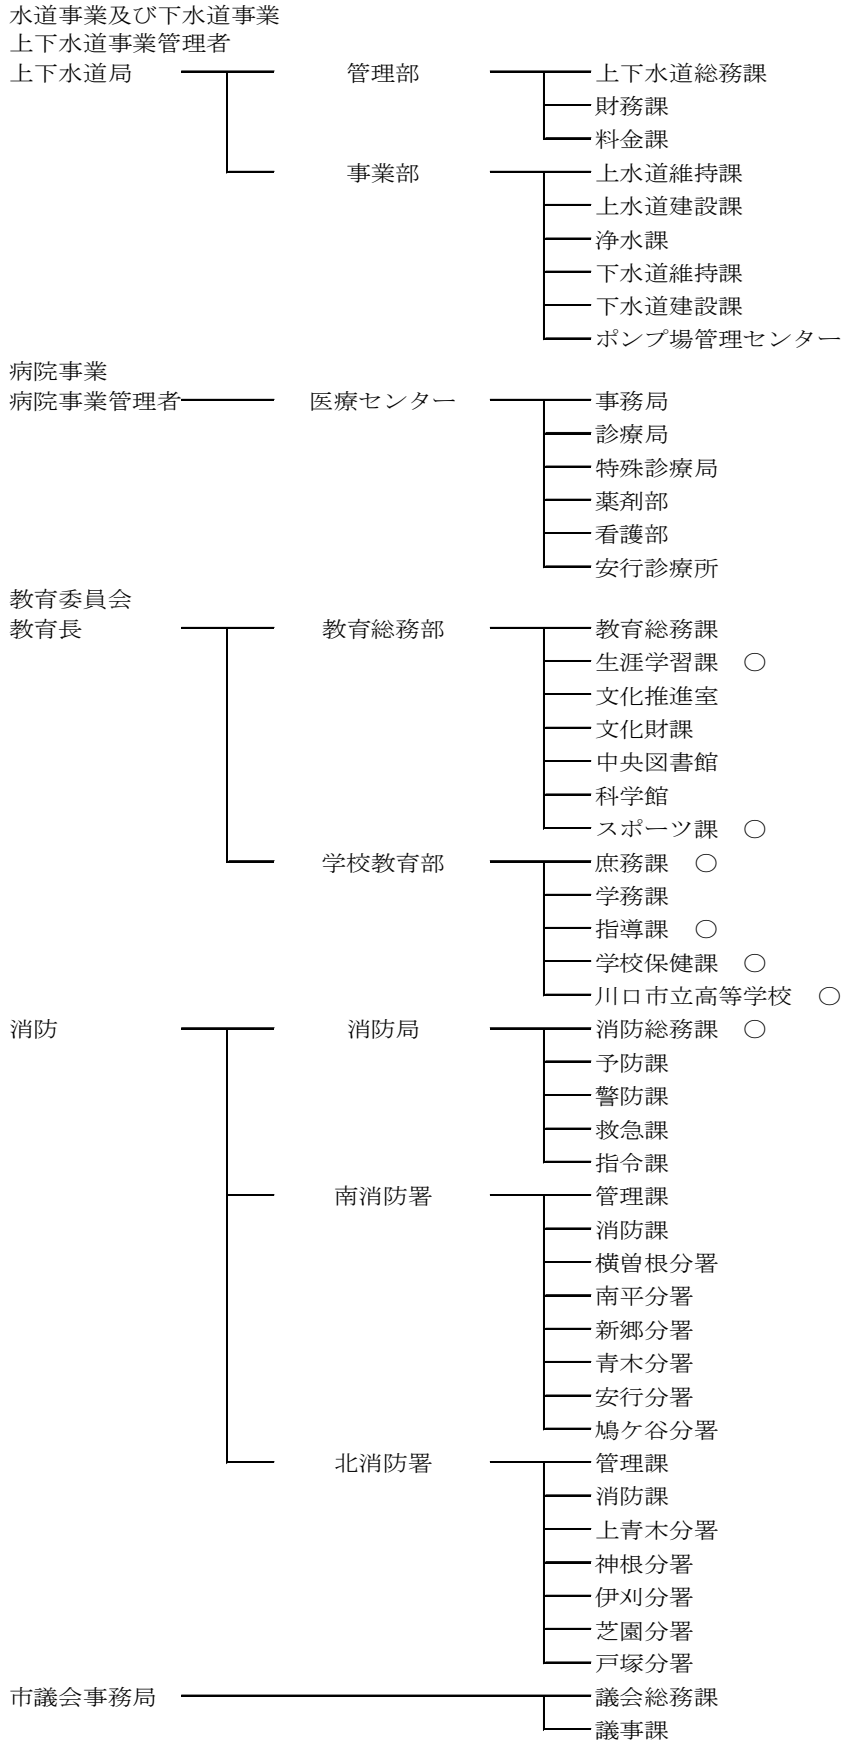 水道事業及び下水道事業
上下水道事業管理者
上下水道局 管理部 上下水道総務課
財務課
料金課
事業部 上水道維持課
上水道建設課
浄水課
下水道維持課
下水道建設課
ポンプ場管理センター
病院事業
病院事業管理者 医療センター 事務局
診療局
特殊診療局
薬剤部
看護部
安行診療所
教育委員会
教育長 教育総務部 教育総務課
生涯学習課 ○
文化推進室
文化財課
中央図書館
科学館
スポーツ課 ○
学校教育部 庶務課 ○
学務課
指導課 ○
学校保健課 ○
川口市立高等学校 ○
消防 消防局 消防総務課 ○
予防課
警防課
救急課
指令課
南消防署 管理課
消防課
横曽根分署
南平分署
新郷分署
青木分署
安行分署
鳩ケ谷分署
北消防署 管理課
消防課
上青木分署
神根分署
伊刈分署
芝園分署
戸塚分署
市議会事務局 議会総務課
議事課